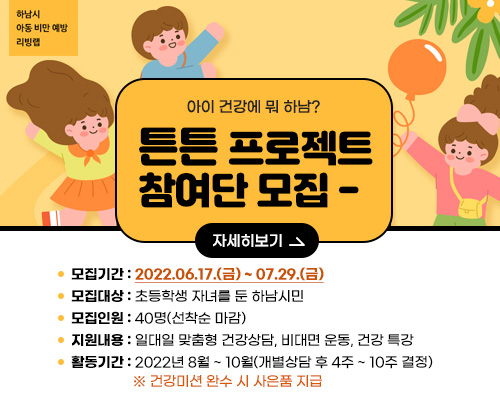 하남시
아동 비만 예방
리빙랩
아이 건강에 뭐 하남?
튼튼 프로젝트
참여단 모집 -
자세히보기
모집기간 : 2022.06.17.(금) ~ 07.29.(금)
모집대상 : 초등학생 자녀를 둔 하남시민
모집인원 : 40명(선착순 마감)
지원내용 : 일대일 맞춤형 건강상담, 비대면 운동, 건강 특강
활동기간 : 2022년 8월 ~ 10월(개별상담 후 4주 ~ 10주 결정)
※ 건강미션 완수 시 사은품 지급